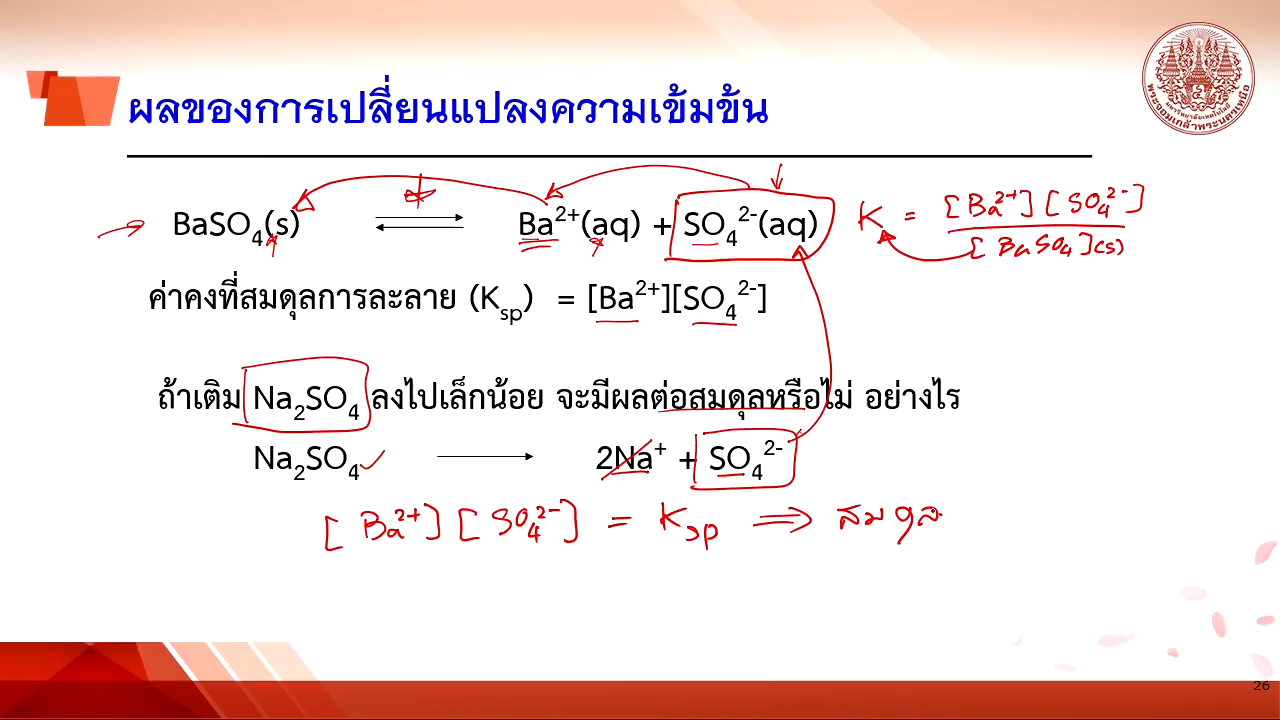 ผลของการเปลี่ยนแปลงความเข้มข้น
BaSO₄(s) ⇌ Ba²⁺(aq) + SO₄²⁻(aq) K = [Ba²⁺][SO₄²⁻] / [BaSO₄](s)
ค่าคงที่สมดุลการละลาย (Ksp) = [Ba²⁺][SO₄²⁻]
ถ้าเติม Na₂SO₄ ลงไปเล็กน้อย จะมีผลต่อสมดุลหรือไม่ อย่างไร
Na₂SO₄ → 2Na⁺ + SO₄²⁻
[Ba²⁺][SO₄²⁻] = Ksp ⇒ สมดุล
26